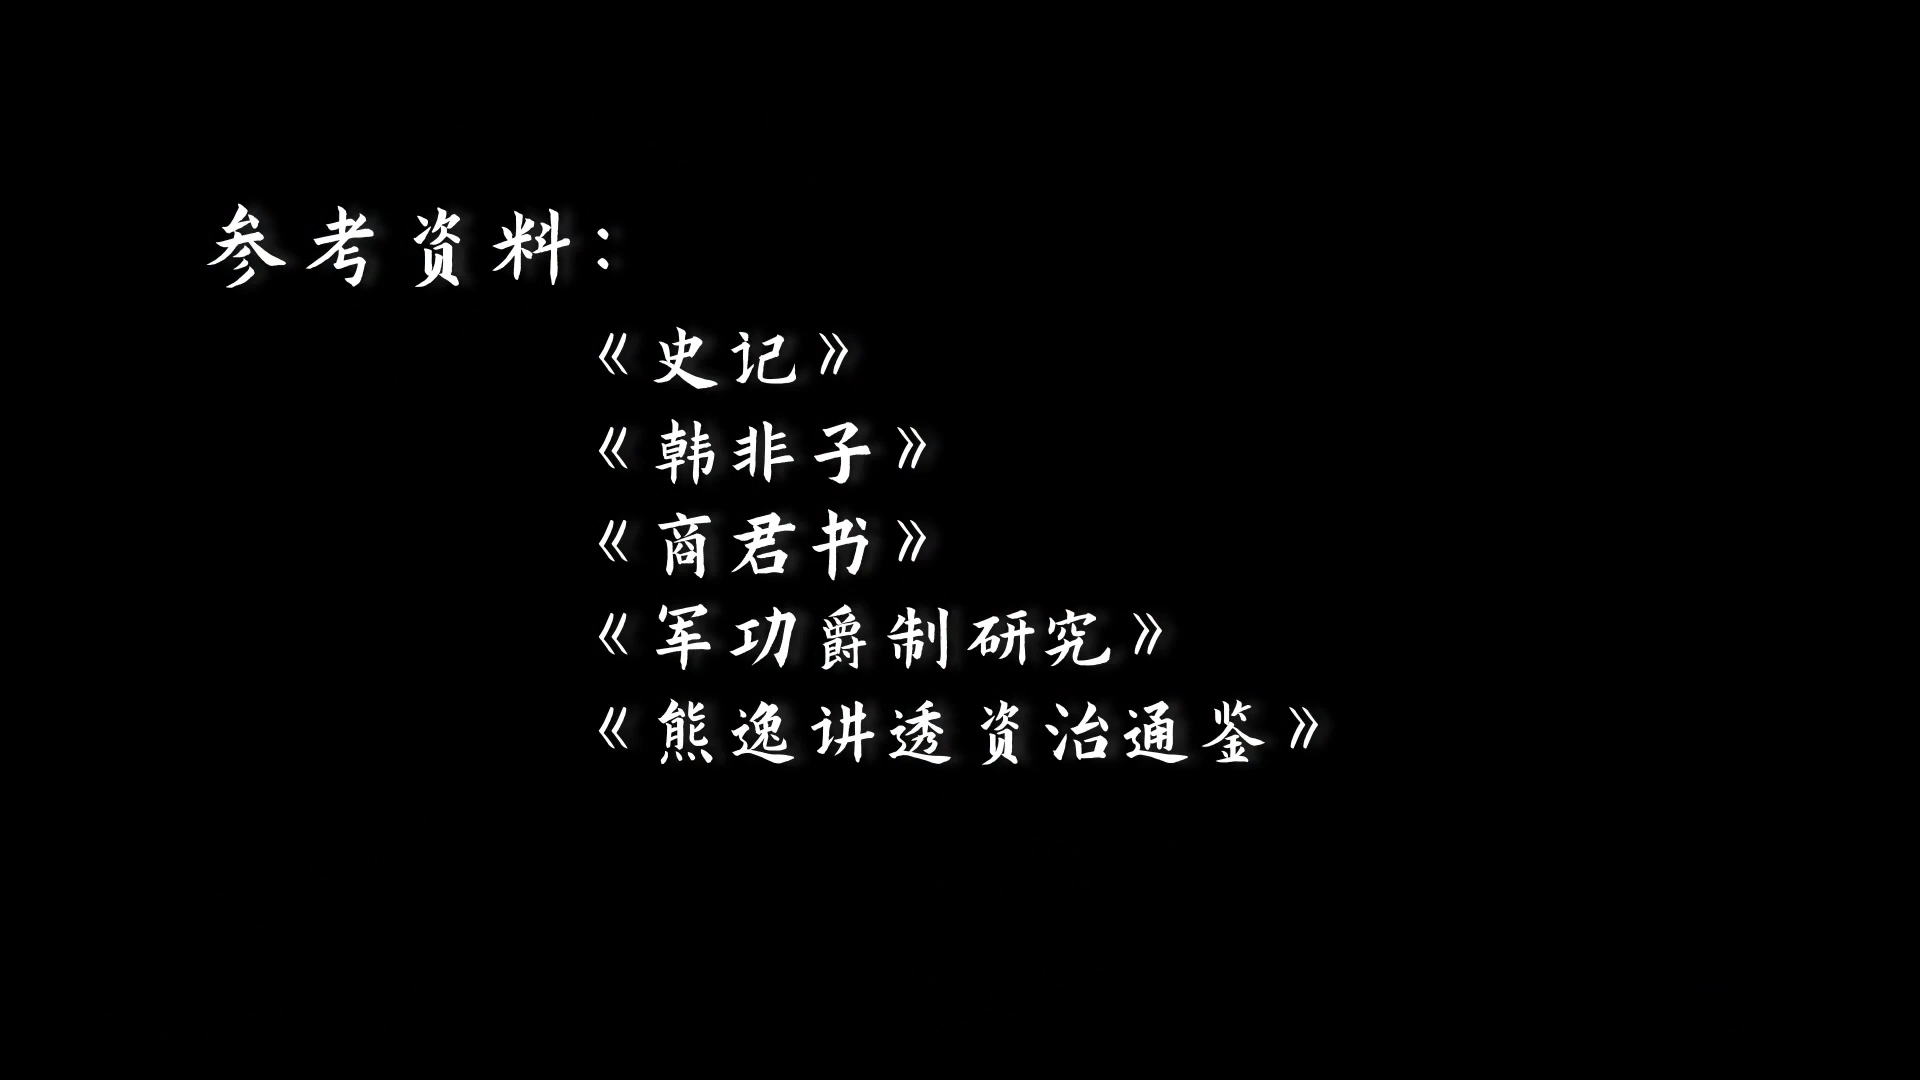 参考资料：
《史记》
《韩非子》
《商君书》
《军功爵制研究》
《熊逸讲透资治通鉴》